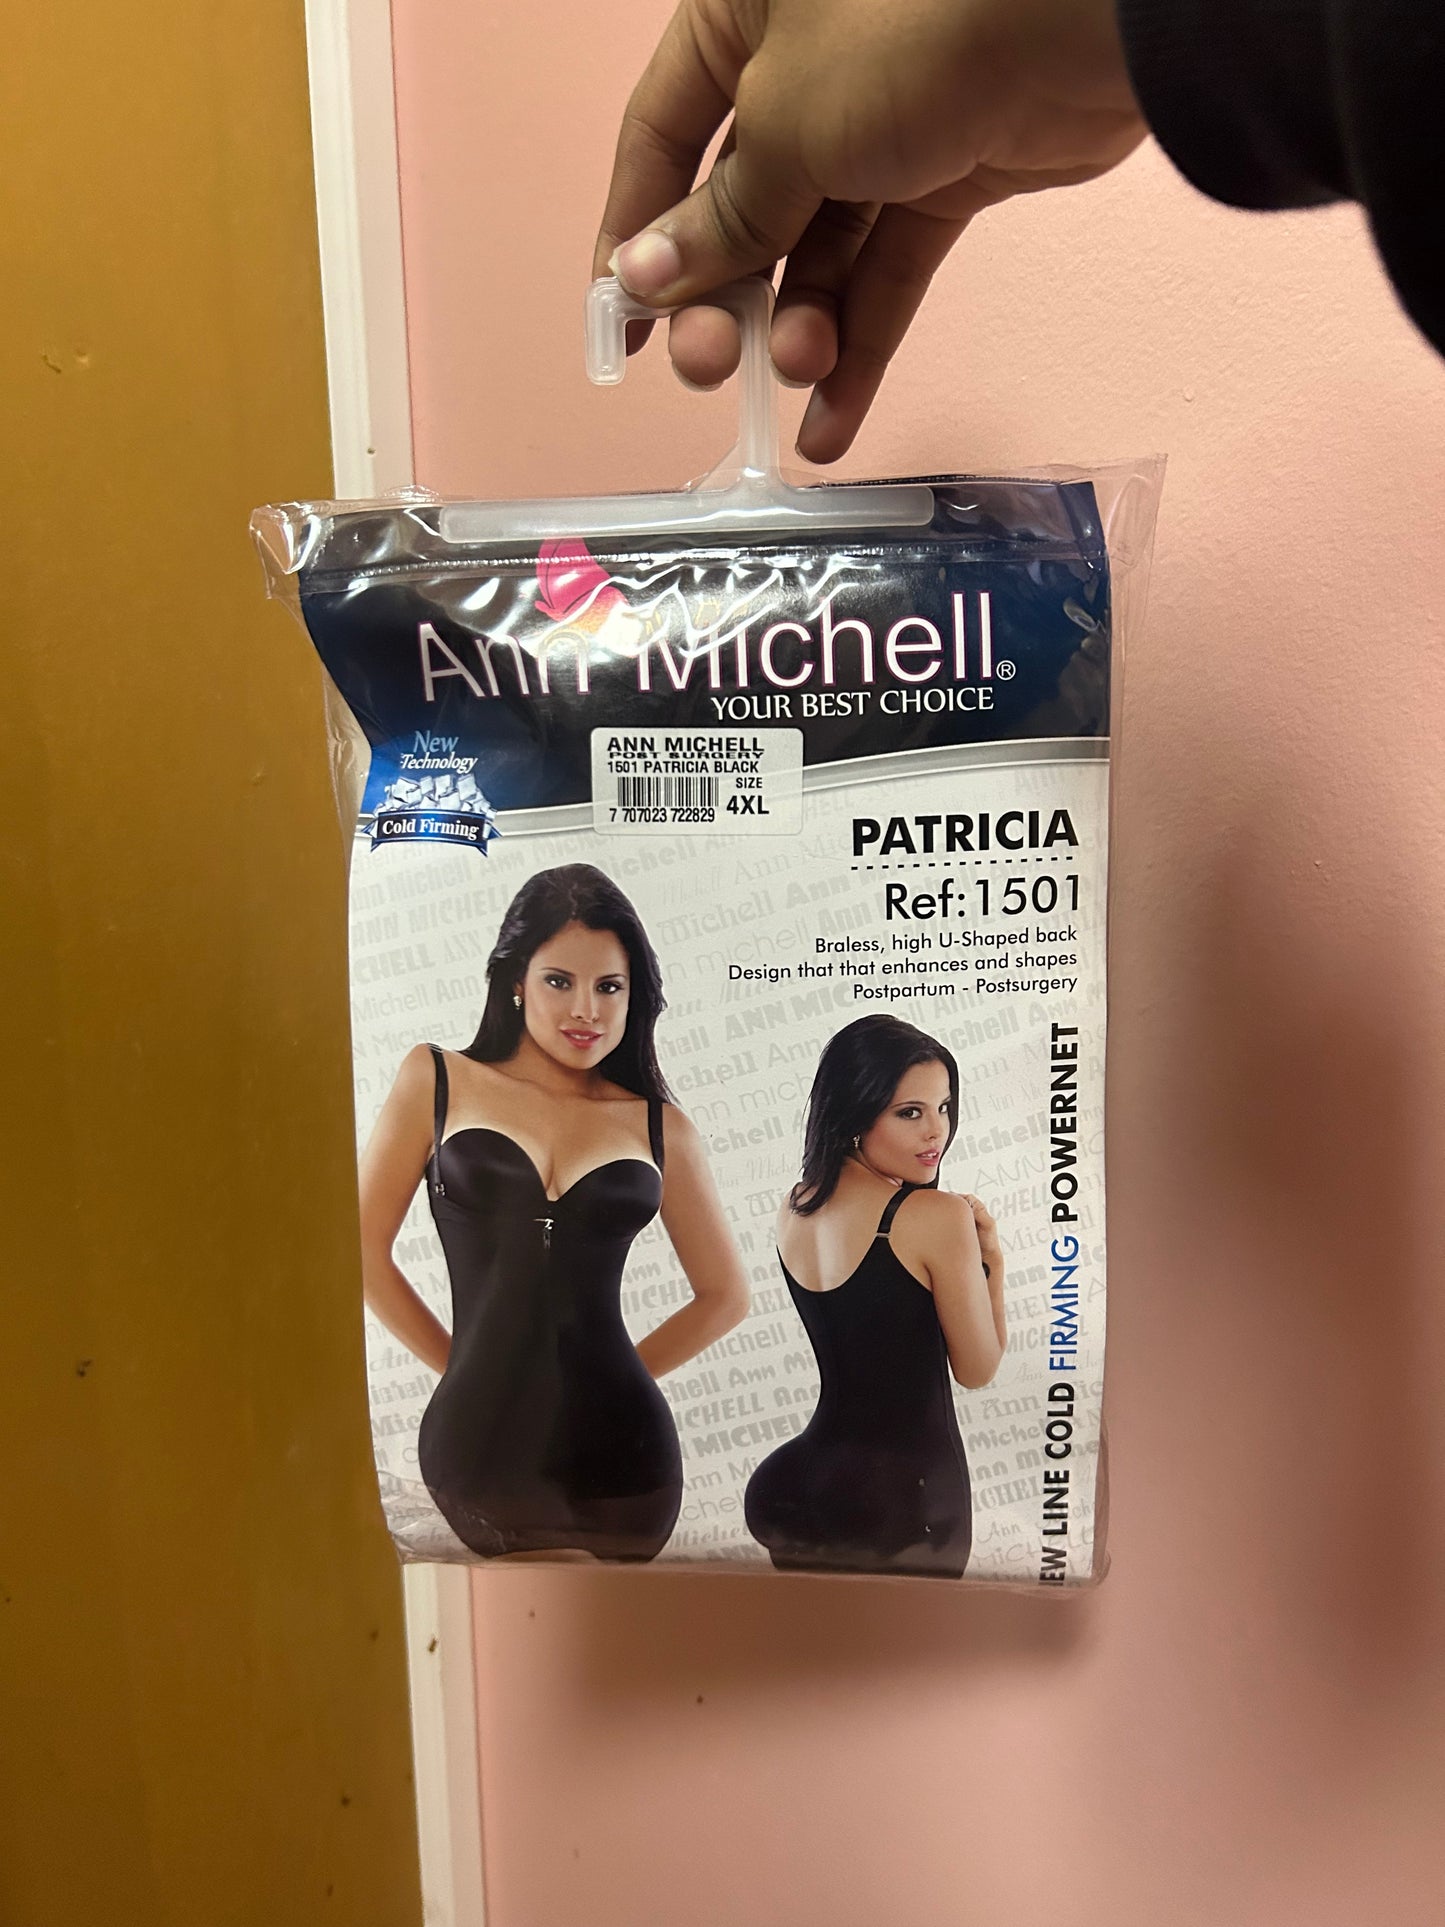 Ann Michell®
YOUR BEST CHOICE
New
Technology
Cold Firming
ANN MICHELL
POST SURGERY
1501 PATRICIA BLACK
SIZE
4XL
7 707023 722829
PATRICIA
Ref:1501
Braless, high U-Shaped back
Design that that enhances and shapes
Postpartum - Postsurgery
EW LINE COLD FIRMING POWERNET